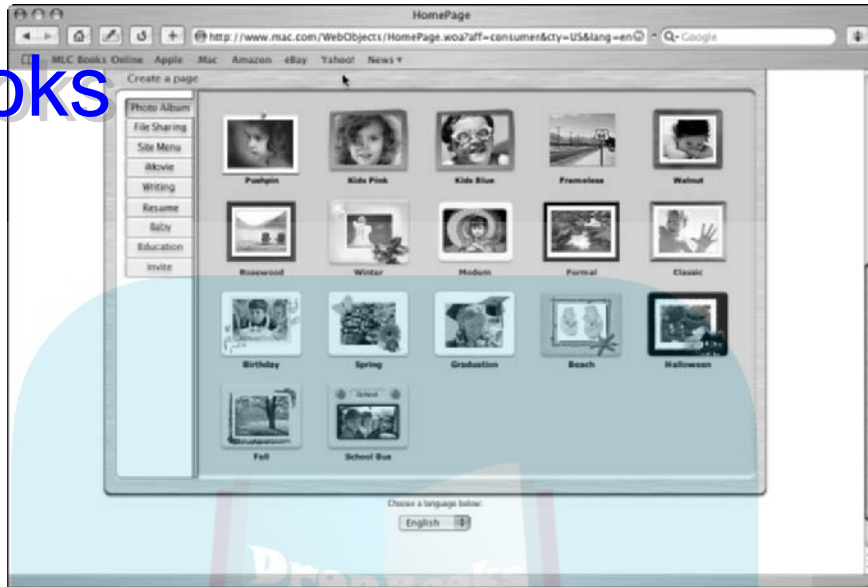 HomePage
http://www.mac.com/WebObjects/HomePage.woa?aff=consumer&cty=US&lang=en
Google
MLC Books Online Apple .Mac Amazon eBay Yahoo! News
oks
Create a page
Photo Album
File Sharing
Site Menu
iMovie
Writing
Resume
Baby
Education
Invite
Pushpin Kids Pink Kids Blue Frameless Walnut
Rosewood Winter Modern Formal Classic
Birthday Spring Graduation Beach Halloween
School
Fall School Bus
Choose a language below:
English
DropBooks